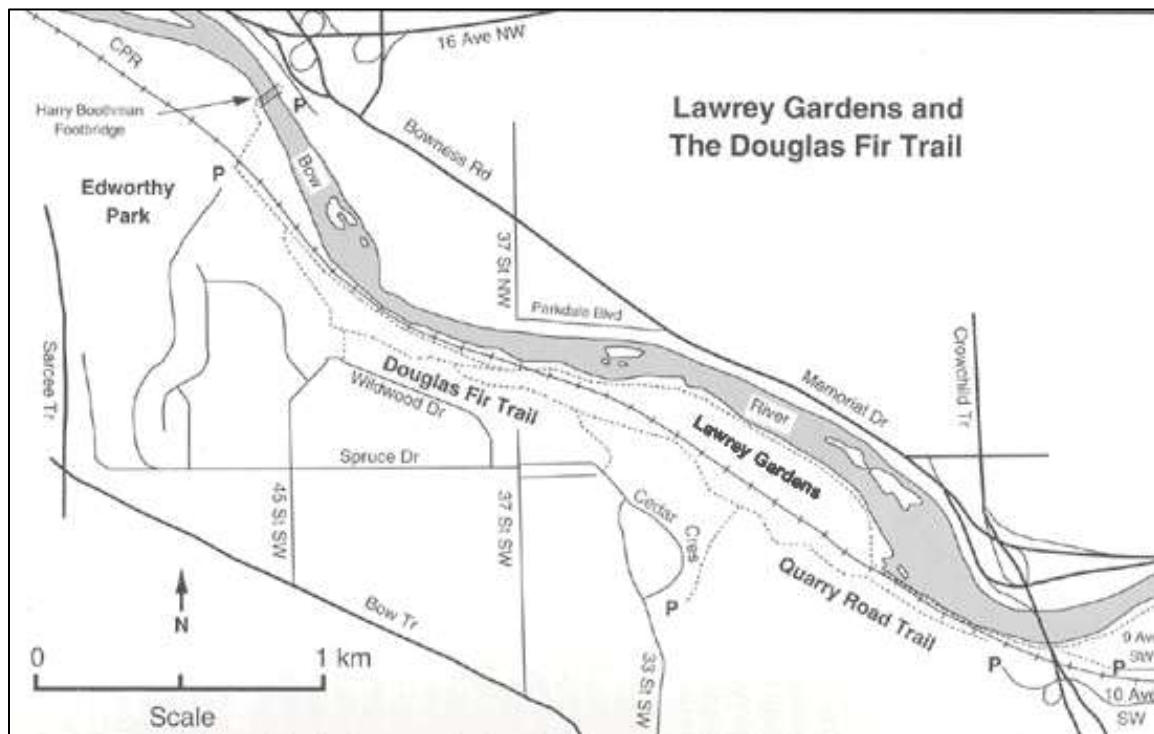 16 Ave NW
CPR
Harry Boothman
Footbridge
P
P
Lawrey Gardens and
The Douglas Fir Trail
Bowness Rd
Bow
Edworthy
Park
37 St NW
Parkdale Blvd
Sarcee Tr
Crowchild Tr
Memorial Dr
River
Douglas Fir Trail
Wildwood Dr
Lawrey Gardens
Spruce Dr
45 St SW
37 St SW
Cedar
Cres
P
Quarry Road Trail
N
Bow Tr
0 1 km
Scale
33 St SW
P
P
9 Ave
SW
10 Ave
SW